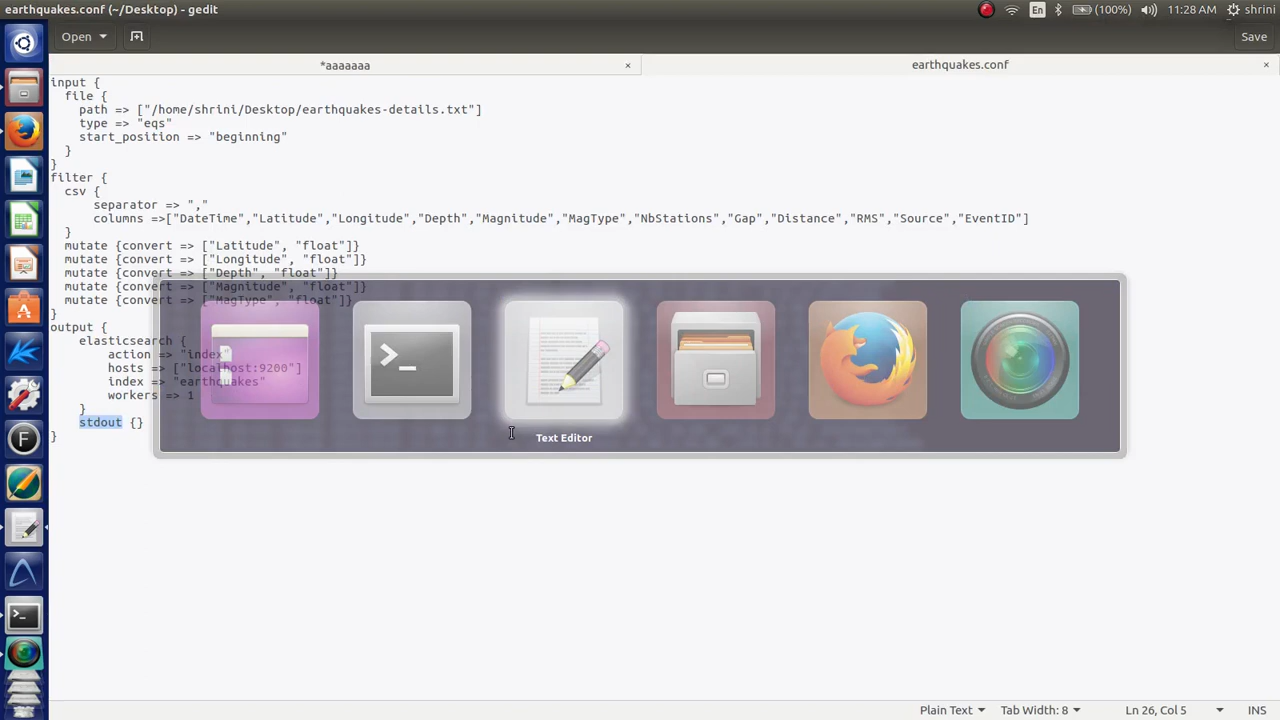 earthquakes.conf (~/Desktop) - gedit
En
(100%)
11:28 AM
shrini
Open
Save
*aaaaaaa
×
earthquakes.conf
×
input {
file {
path => ["/home/shrini/Desktop/earthquakes-details.txt"]
type => "eqs"
start_position => "beginning"
}
}
filter {
csv {
separator => ","
columns =>["DateTime","Latitude","Longitude","Depth","Magnitude","MagType","NbStations","Gap","Distance","RMS","Source","EventID"]
}
mutate {convert => ["Latitude", "float"]}
mutate {convert => ["Longitude", "float"]}
mutate {convert => ["Depth", "float"]}
mutate {convert => ["Magnitude", "float"]}
mutate {convert => ["MagType", "float"]}
}
output {
elasticsearch {
action => "index"
hosts => ["localhost:9200"]
index => "earthquakes"
workers => 1
}
stdout {}
}
Text Editor
Plain Text
Tab Width: 8
Ln 26, Col 5
INS